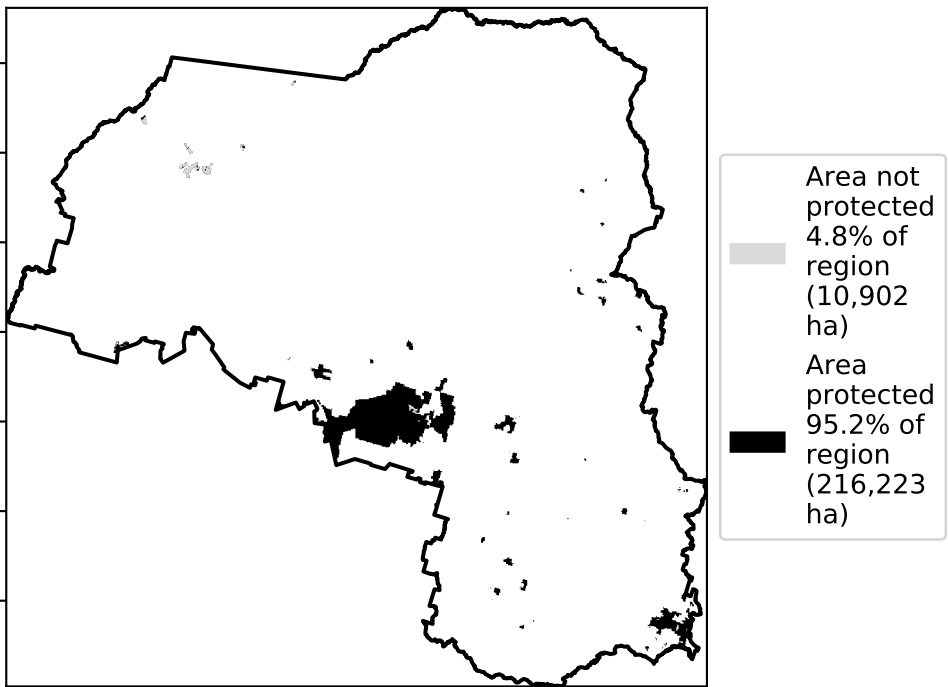 Area not
protected
4.8% of
region
(10,902
ha)
Area
protected
95.2% of
region
(216,223
ha)